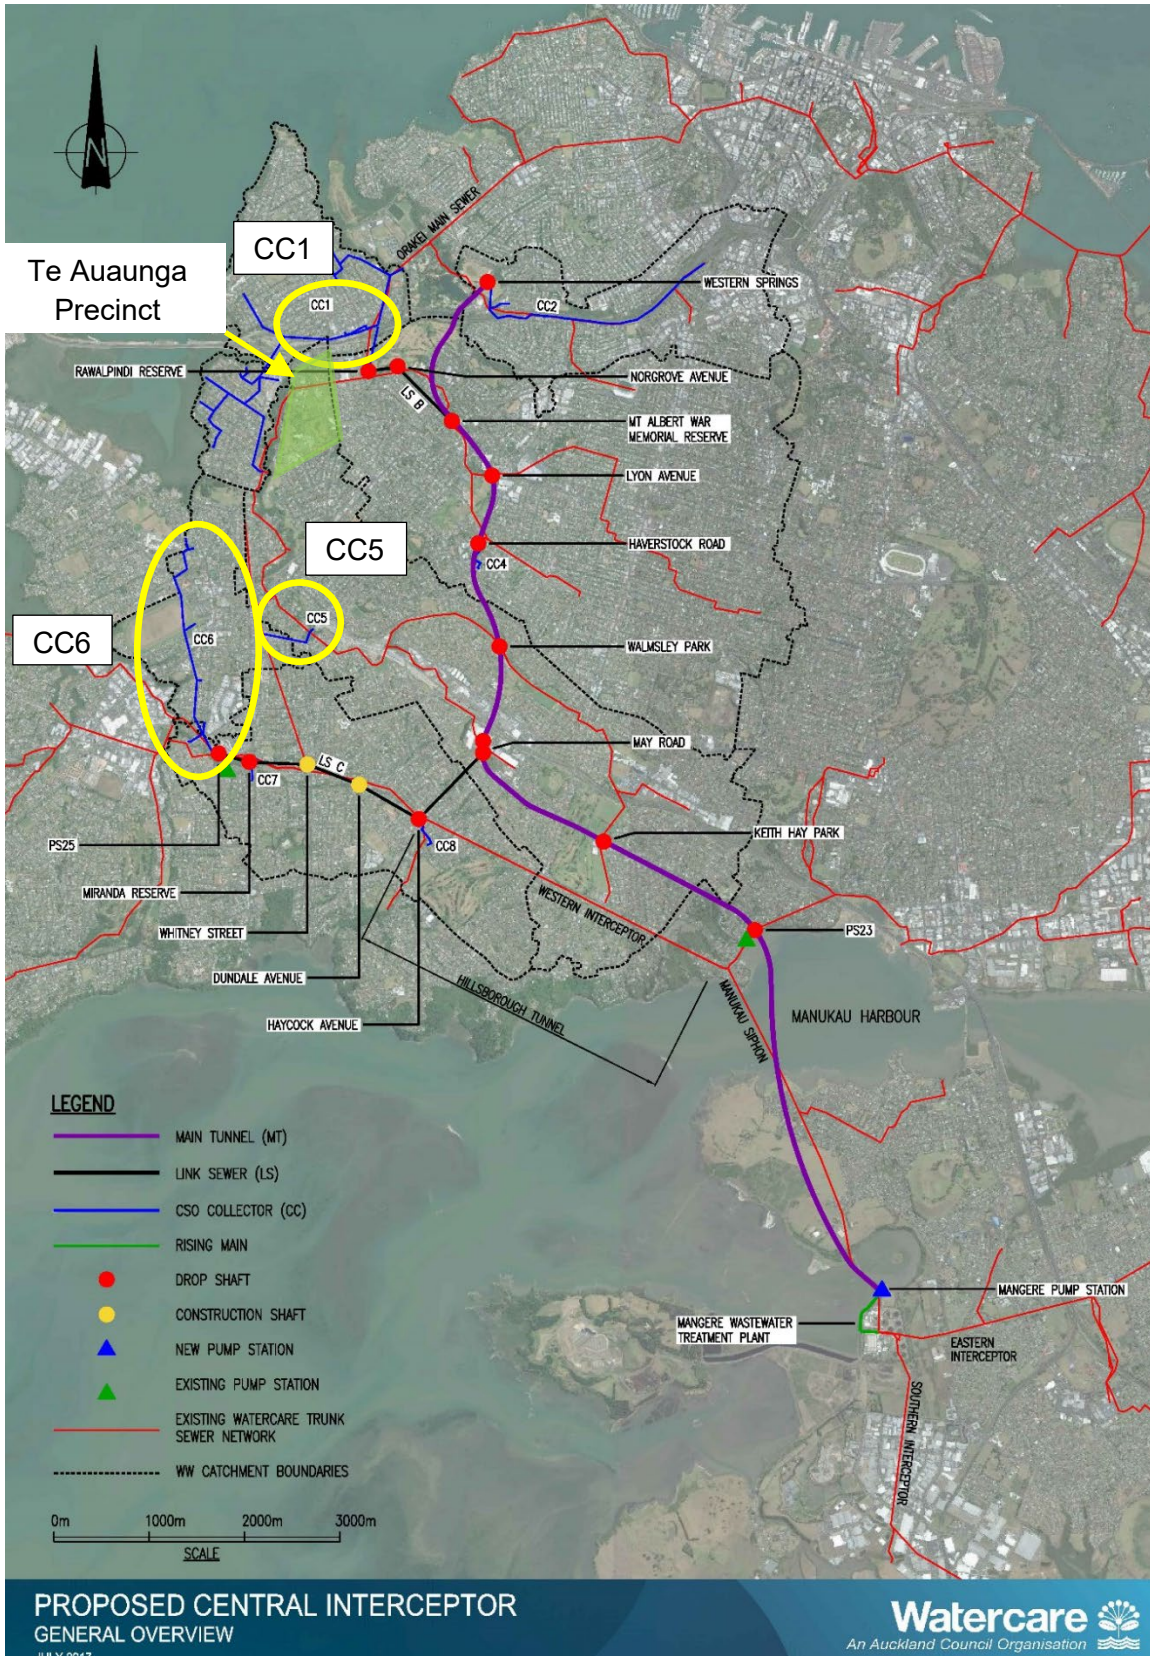 N
CC1
Te Auaunga
Precinct
ORAKEI MAIN SEWER
CC1
CC2
WESTERN SPRINGS
RAWALPINDI RESERVE
NORGROVE AVENUE
LS B
MT ALBERT WAR
MEMORIAL RESERVE
LYON AVENUE
CC5
HAVERSTOCK ROAD
CC4
CC6
CC6
CC5
WALMSLEY PARK
MAY ROAD
LS C
CC7
PS25
CC8
KEITH HAY PARK
MIRANDA RESERVE
WESTERN INTERCEPTOR
WHITNEY STREET
PS23
DUNDALE AVENUE
HILLSBOROUGH TUNNEL
MANUKAU SIPHON
HAYCOCK AVENUE
MANUKAU HARBOUR
LEGEND
MAIN TUNNEL (MT)
LINK SEWER (LS)
CSO COLLECTOR (CC)
RISING MAIN
DROP SHAFT
CONSTRUCTION SHAFT
NEW PUMP STATION
EXISTING PUMP STATION
EXISTING WATERCARE TRUNK
SEWER NETWORK
WW CATCHMENT BOUNDARIES
MANGERE PUMP STATION
MANGERE WASTEWATER
TREATMENT PLANT
EASTERN
INTERCEPTOR
SOUTHERN INTERCEPTOR
0m 1000m 2000m 3000m
SCALE
PROPOSED CENTRAL INTERCEPTOR
GENERAL OVERVIEW
JULY 2017
Watercare
An Auckland Council Organisation